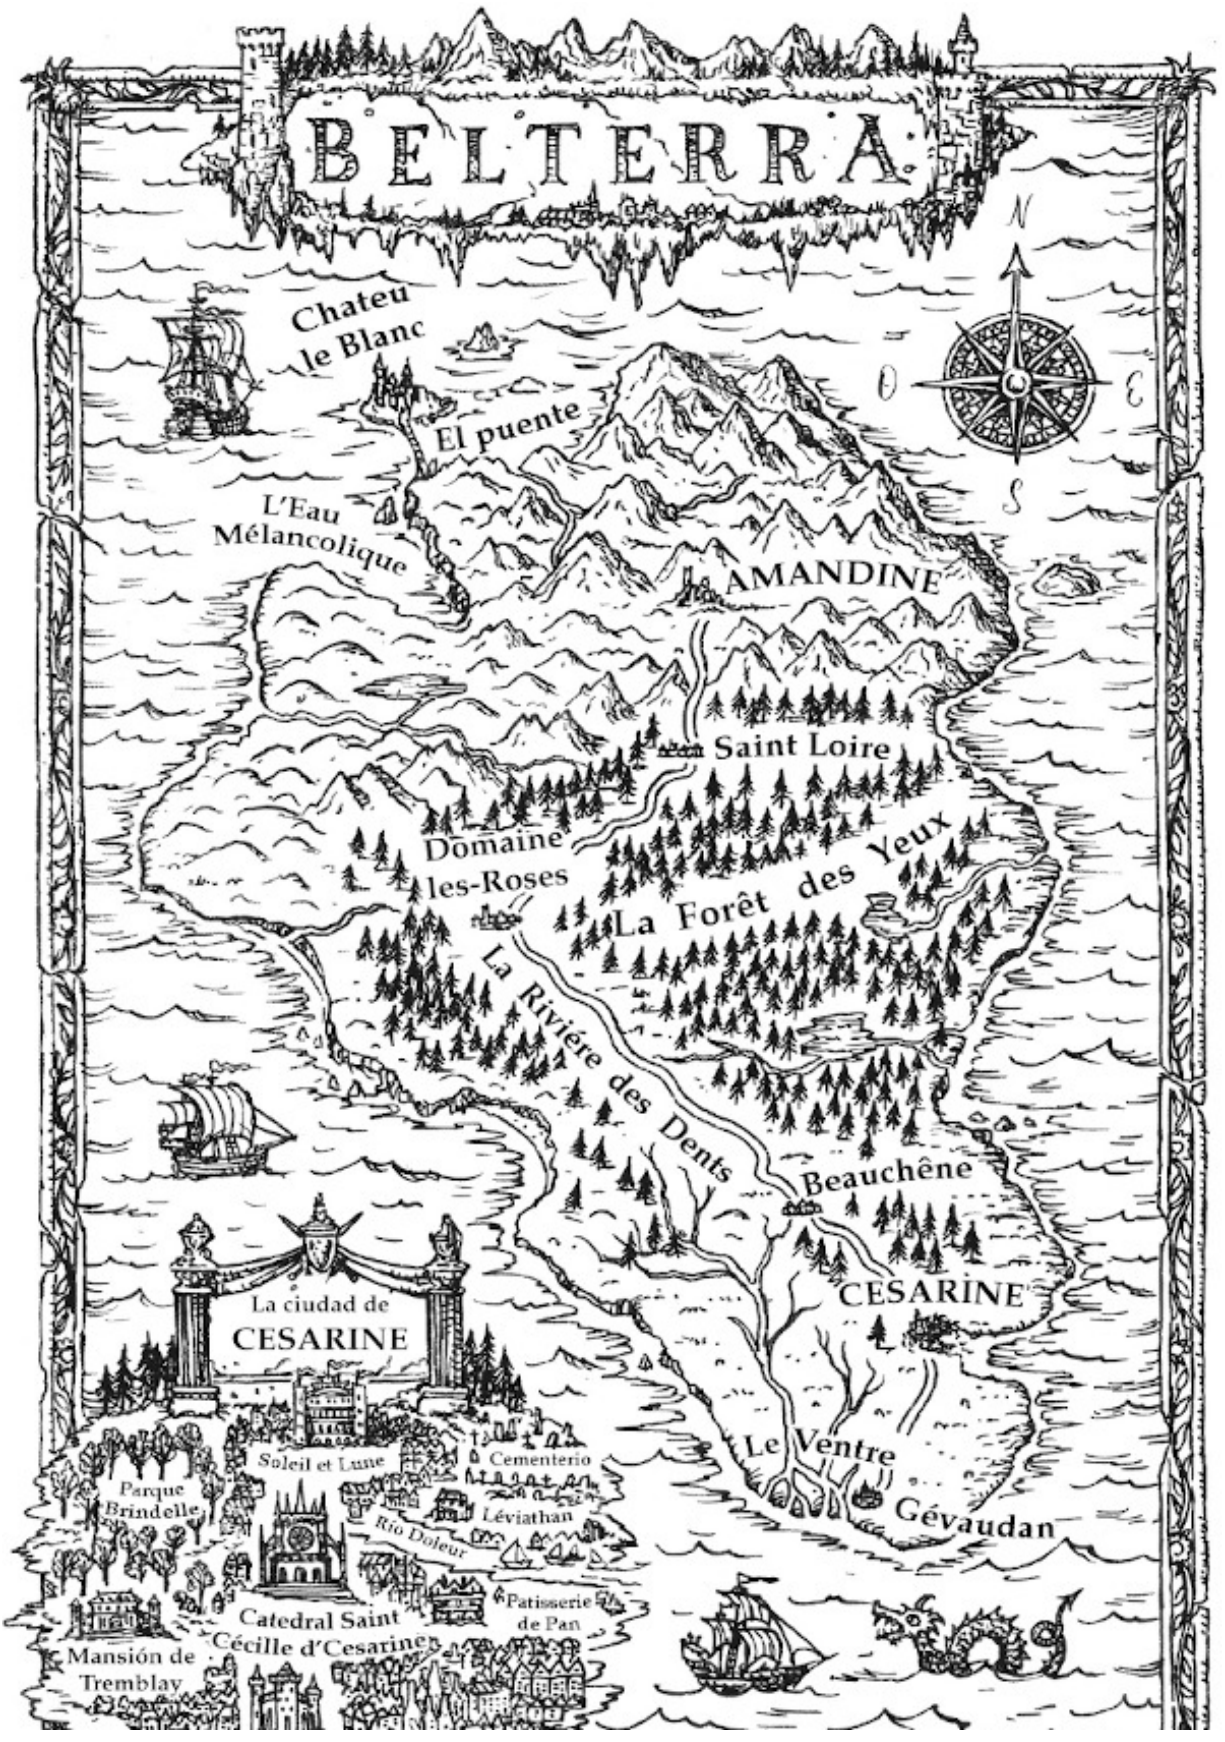 BELTERRA
N
O
E
S
Chateu
le Blanc
El puente
L'Eau
Mélancolique
AMANDINE
Saint Loire
Domaine
les-Roses
La Forêt des Yeux
La Riviére des Dents
Beauchêne
CESARINE
Le Ventre
Gévaudan
La ciudad de
CESARINE
Soleil et Lune
Cementerio
Parque
Brindelle
Léviathan
Rio Doleur
Patisserie
de Pan
Catedral Saint
Cécille d'Cesarine
Mansión de
Tremblay